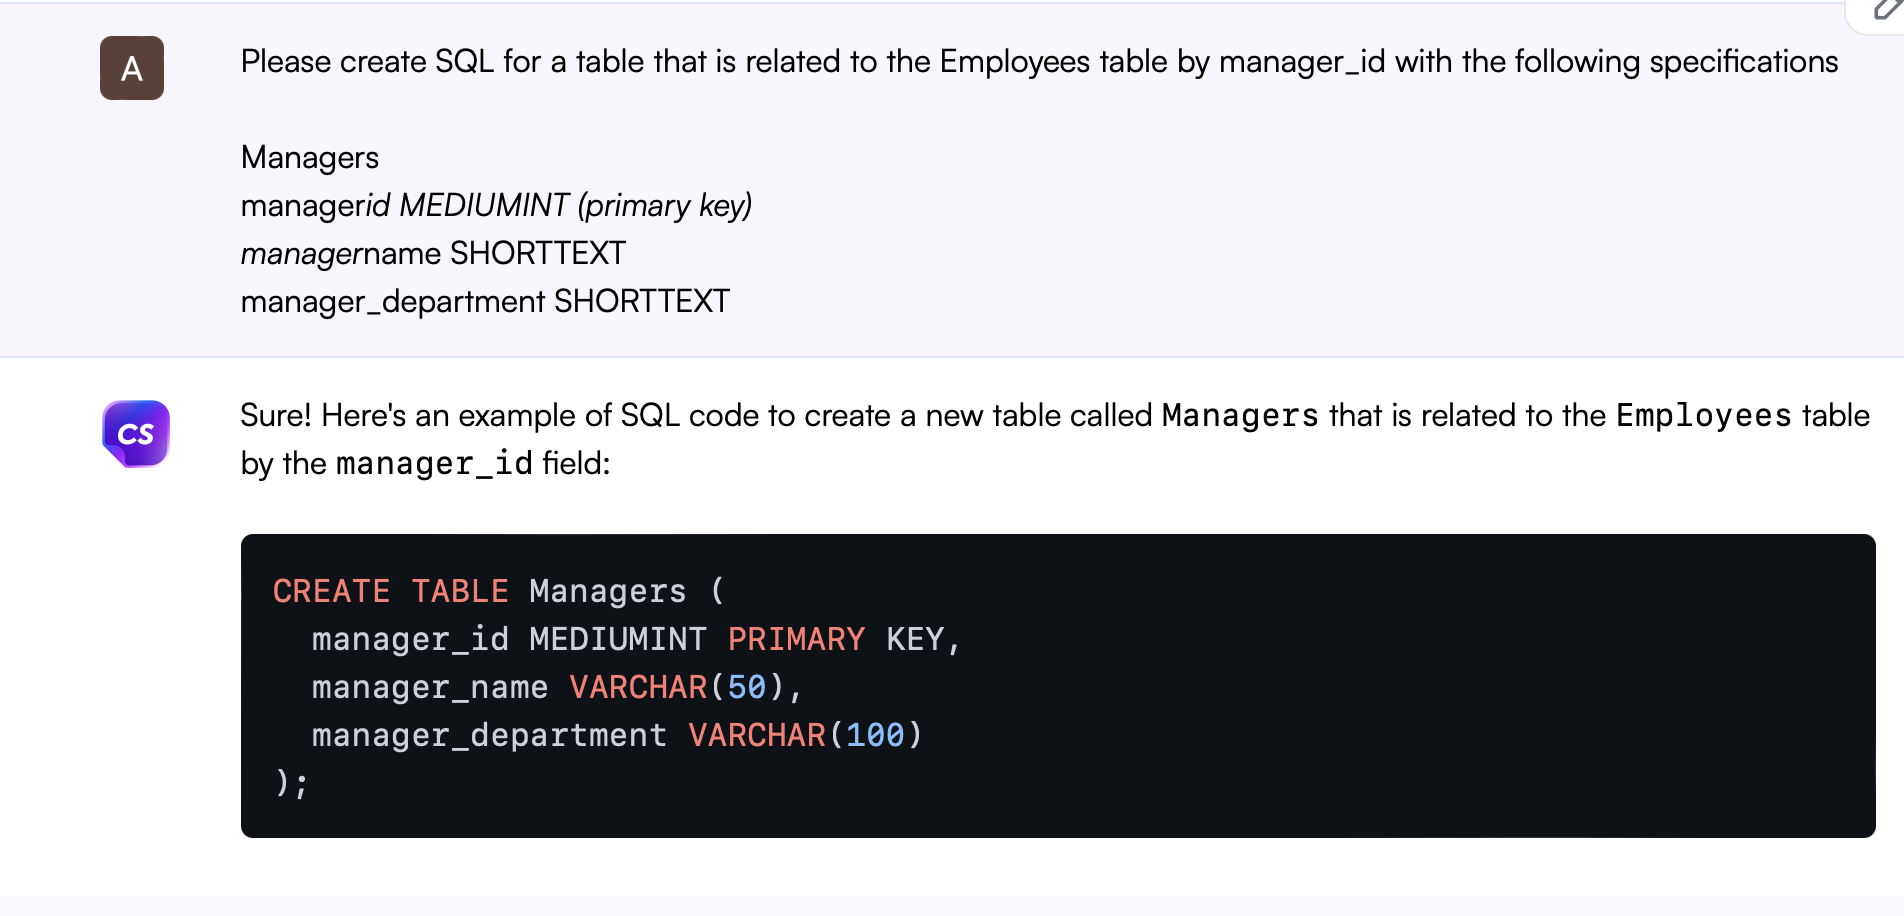 A
Please create SQL for a table that is related to the Employees table by manager_id with the following specifications
Managers
managerid MEDIUMINT (primary key)
managername SHORTTEXT
manager_department SHORTTEXT
CS
Sure! Here's an example of SQL code to create a new table called Managers that is related to the Employees table
by the manager_id field:
CREATE TABLE Managers (
  manager_id MEDIUMINT PRIMARY KEY,
  manager_name VARCHAR(50),
  manager_department VARCHAR(100)
);